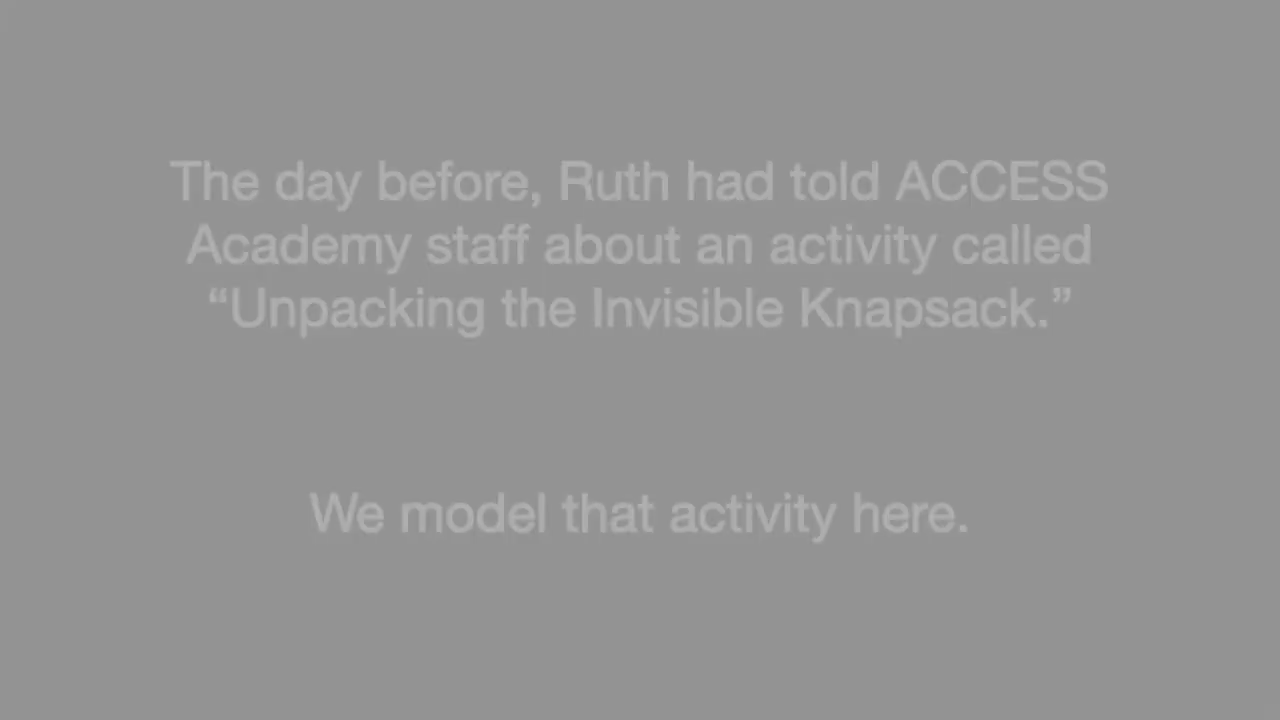 The day before, Ruth had told ACCESS
Academy staff about an activity called
“Unpacking the Invisible Knapsack.”
We model that activity here.